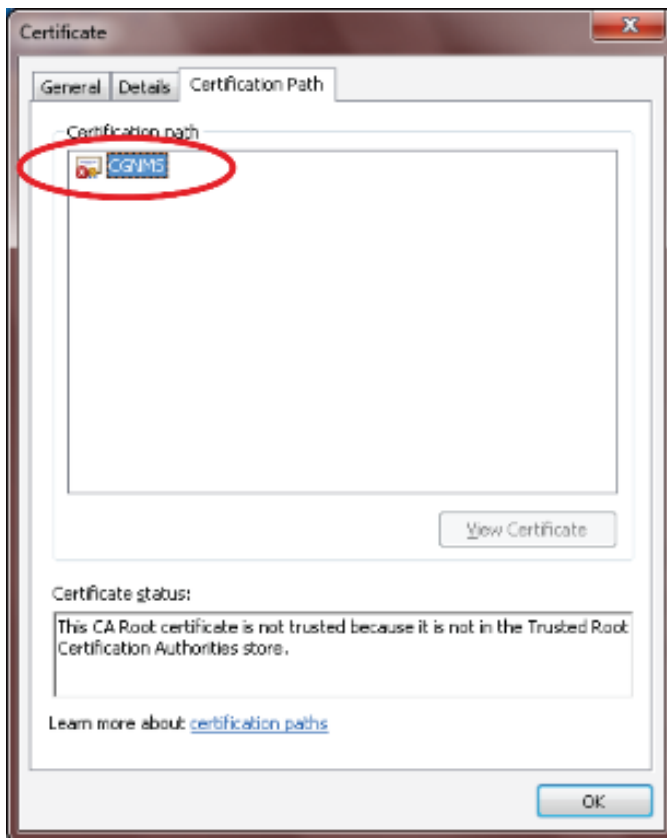 Certificate
General Details Certification Path
Certification path
CGNMS
View Certificate
Certificate status:
This CA Root certificate is not trusted because it is not in the Trusted Root
Certification Authorities store.
Learn more about certification paths
OK